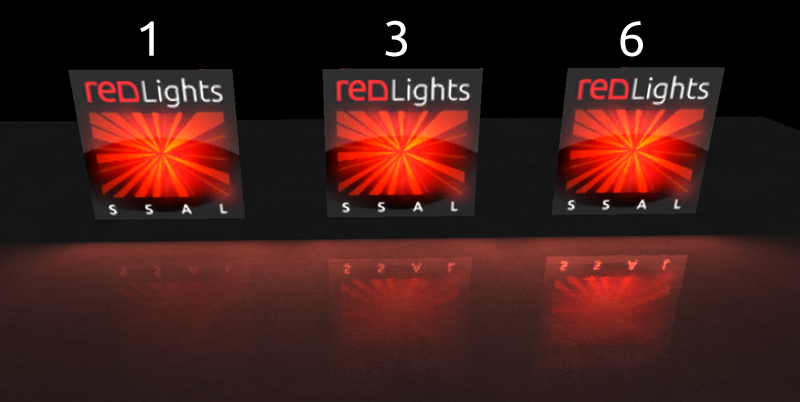 1 3 6
reDLights reDLights reDLights
S S A L S S A L S S A L